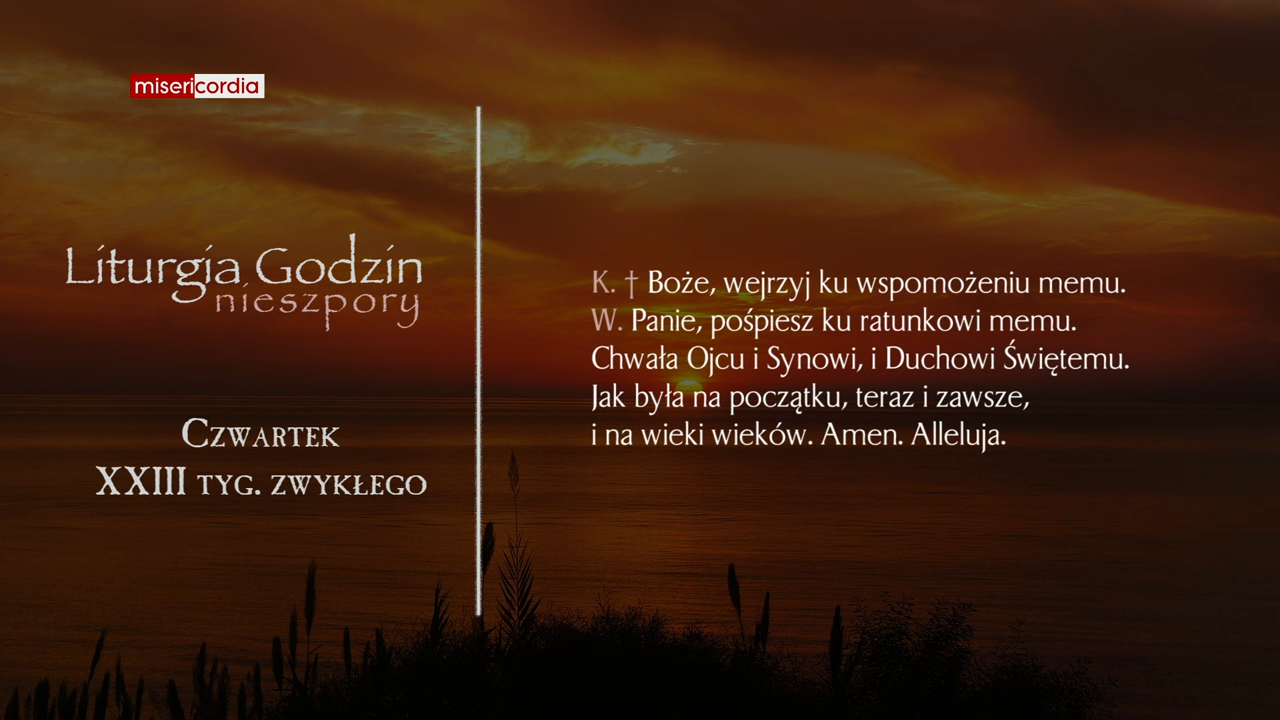 misericordia
Liturgia Godzin
nieszpory
Czwartek
XXIII tyg. zwykłego
K. † Boże, wejrzyj ku wspomożeniu memu.
W. Panie, pośpiesz ku ratunkowi memu.
Chwała Ojcu i Synowi, i Duchowi Świętemu.
Jak była na początku, teraz i zawsze,
i na wieki wieków. Amen. Alleluja.